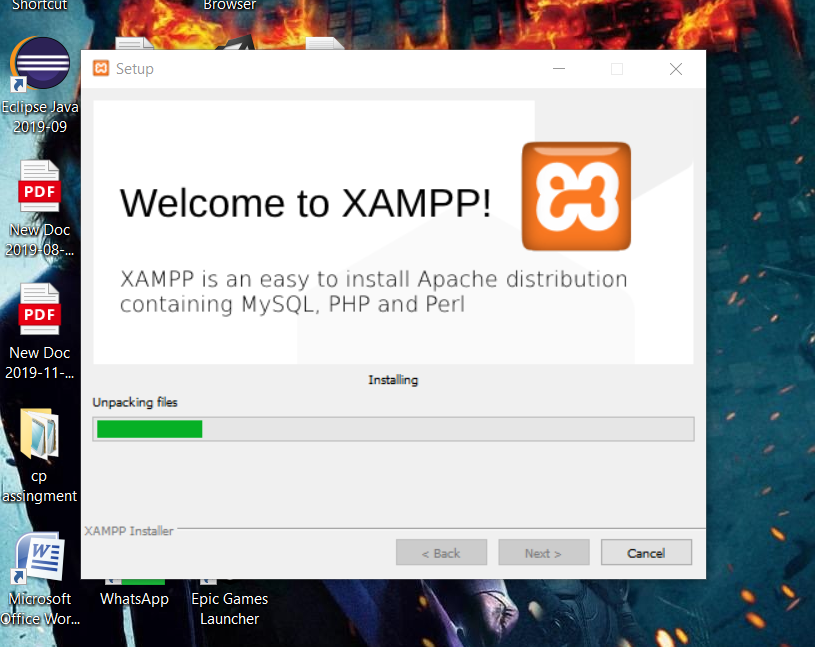 Shortcut
Browser
Eclipse Java
2019-09
PDF
New Doc
2019-08-...
PDF
New Doc
2019-11-...
cp
assingment
W
Microsoft
Office Wor...
WhatsApp
Epic Games
Launcher
Setup
Welcome to XAMPP!
XAMPP is an easy to install Apache distribution
containing MySQL, PHP and Perl
Installing
Unpacking files
XAMPP Installer
< Back
Next >
Cancel